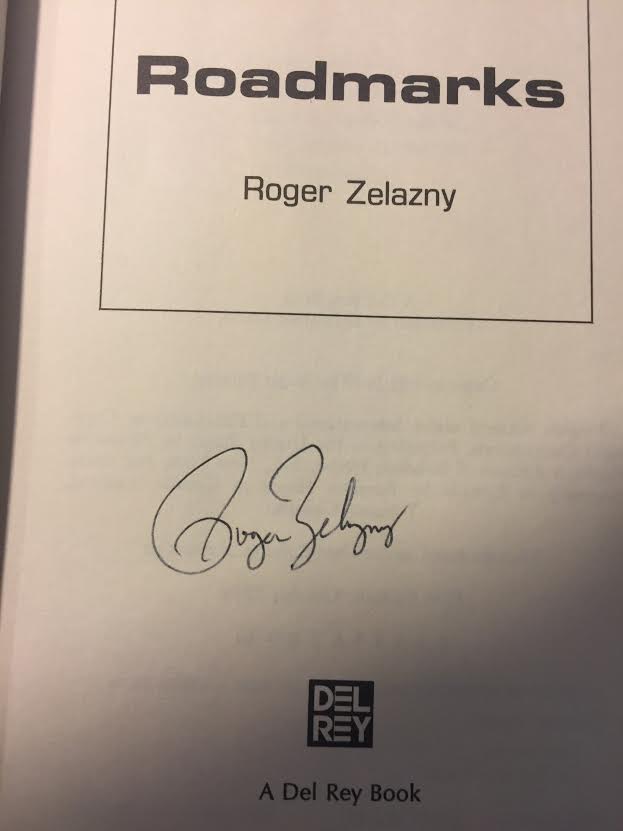 Roadmarks
Roger Zelazny
Roger Zelazny
DEL
REY
A Del Rey Book